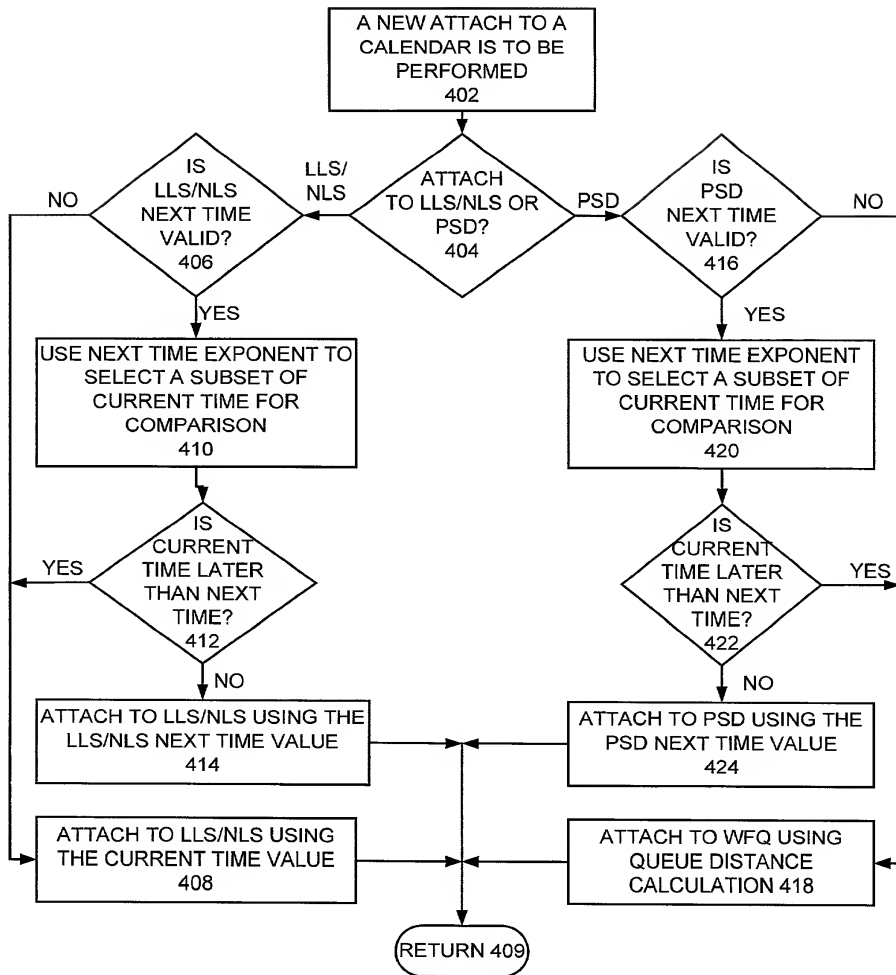 A NEW ATTACH TO A
CALENDAR IS TO BE
PERFORMED
402
ATTACH
TO LLS/NLS OR
PSD?
404
LLS/
NLS
PSD
IS
LLS/NLS
NEXT TIME
VALID?
406
NO
YES
IS
PSD
NEXT TIME
VALID?
416
NO
YES
USE NEXT TIME EXPONENT TO
SELECT A SUBSET OF
CURRENT TIME FOR
COMPARISON
410
USE NEXT TIME EXPONENT
TO SELECT A SUBSET OF
CURRENT TIME FOR
COMPARISON
420
IS
CURRENT
TIME LATER
THAN NEXT
TIME?
412
YES
NO
IS
CURRENT
TIME LATER
THAN NEXT
TIME?
422
YES
NO
ATTACH TO LLS/NLS USING THE
LLS/NLS NEXT TIME VALUE
414
ATTACH TO PSD USING THE
PSD NEXT TIME VALUE
424
ATTACH TO LLS/NLS USING
THE CURRENT TIME VALUE
408
ATTACH TO WFQ USING
QUEUE DISTANCE
CALCULATION 418
RETURN 409